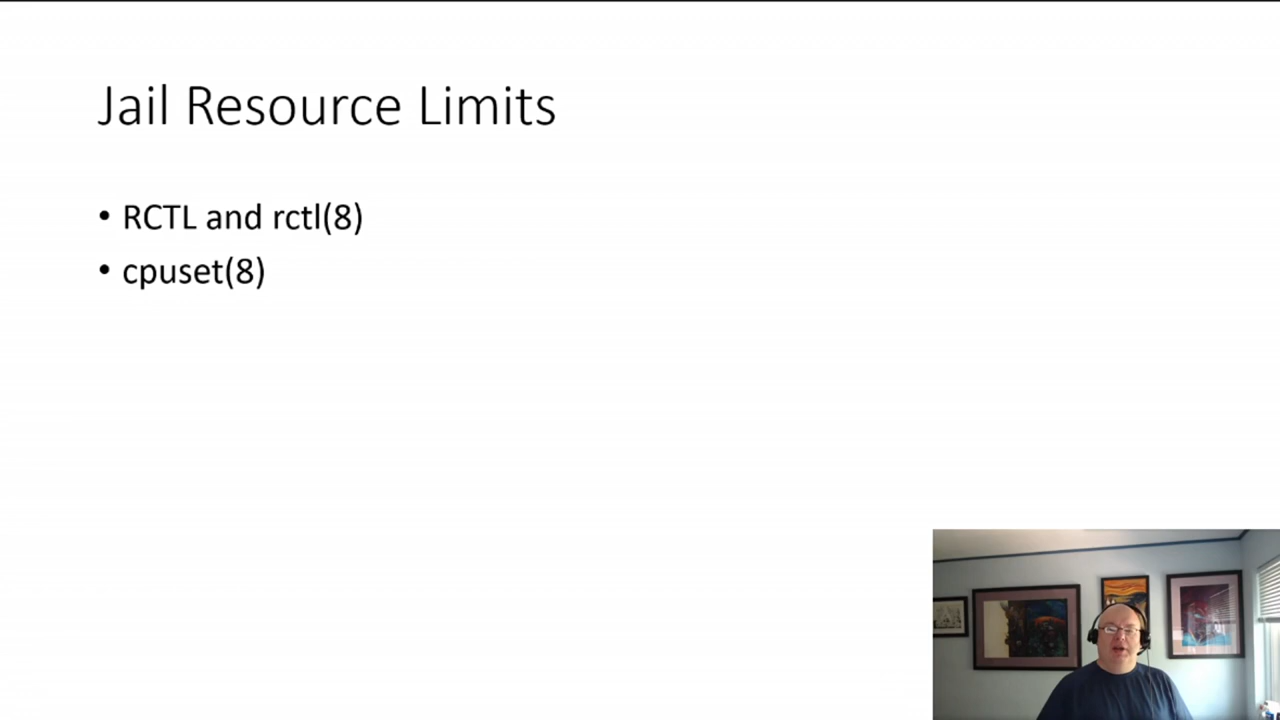 Jail Resource Limits
• RCTL and rctl(8)
• cpuset(8)